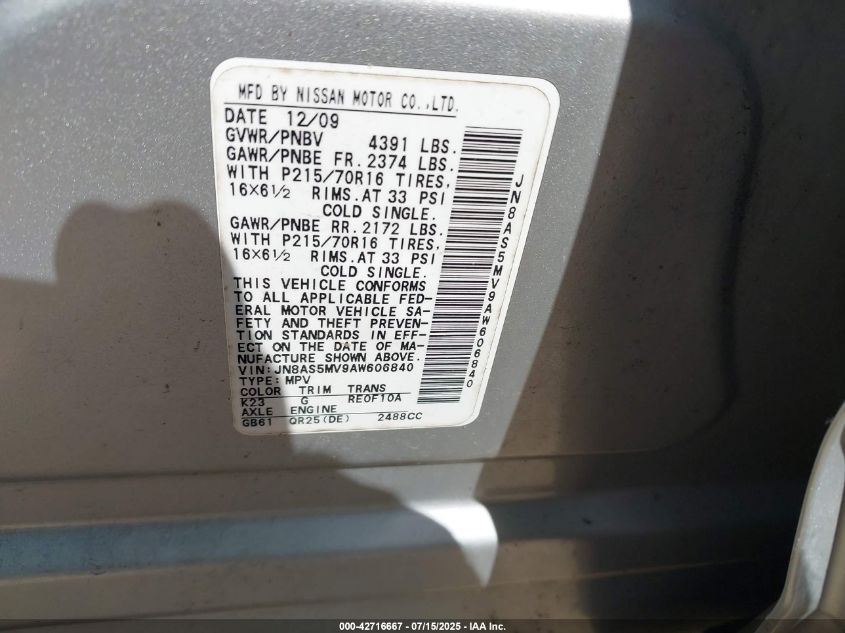 MFD BY NISSAN MOTOR CO.,LTD.
DATE 12/09
GVWR/PNBV 4391 LBS.
GAWR/PNBE FR. 2374 LBS.
WITH P215/70R16 TIRES,
16×6½ RIMS.AT 33 PSI
COLD SINGLE.
GAWR/PNBE RR. 2172 LBS.
WITH P215/70R16 TIRES,
16×6½ RIMS.AT 33 PSI
COLD SINGLE.
THIS VEHICLE CONFORMS
TO ALL APPLICABLE FED-
ERAL MOTOR VEHICLE SA-
FETY AND THEFT PREVEN-
TION STANDARDS IN EFF-
ECT ON THE DATE OF MA-
NUFACTURE SHOWN ABOVE.
VIN:JN8AS5MV9AW606840
TYPE:MPV
COLOR TRIM TRANS
K23 G RE0F10A
AXLE ENGINE
GB61 QR25(DE) 2488CC
JN8AS5MV9AW606840
000-42716667 - 07/15/2025 - IAA Inc.